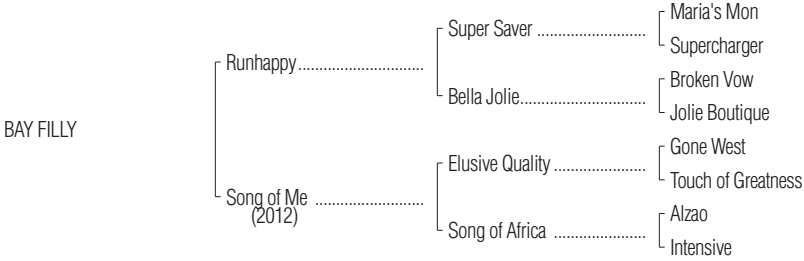 Maria's Mon
Super Saver ..........................
Supercharger
Runhappy..............................
Broken Vow
Bella Jolie..............................
Jolie Boutique
BAY FILLY
Gone West
Elusive Quality ......................
Touch of Greatness
Song of Me ..........................
(2012)
Alzao
Song of Africa ......................
Intensive